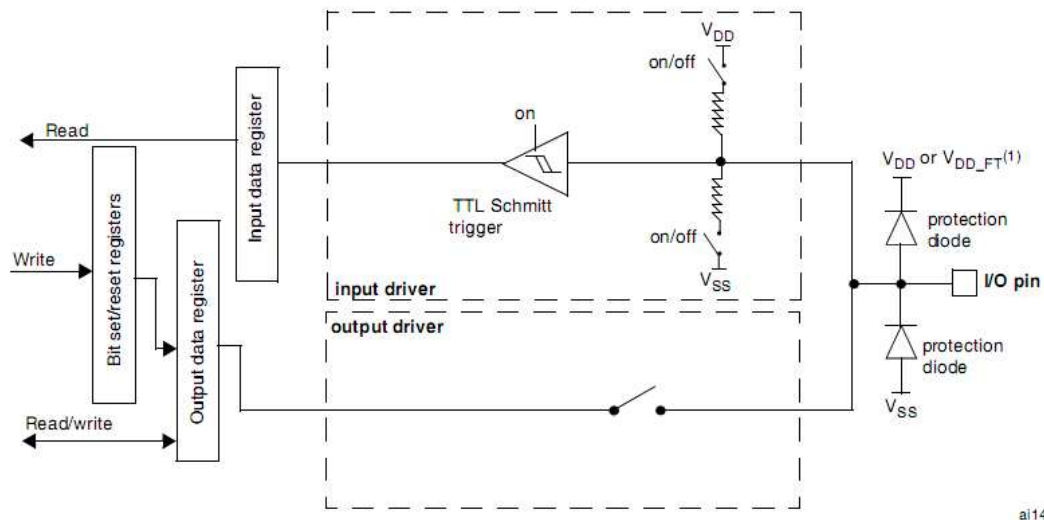 V_DD
on/off
on
Read
Input data register
TTL Schmitt
trigger
on/off
V_SS
input driver
Bit set/reset registers
Write
Output data register
Read/write
output driver
V_DD or V_DD_FT(1)
protection
diode
I/O pin
protection
diode
V_SS
ai14